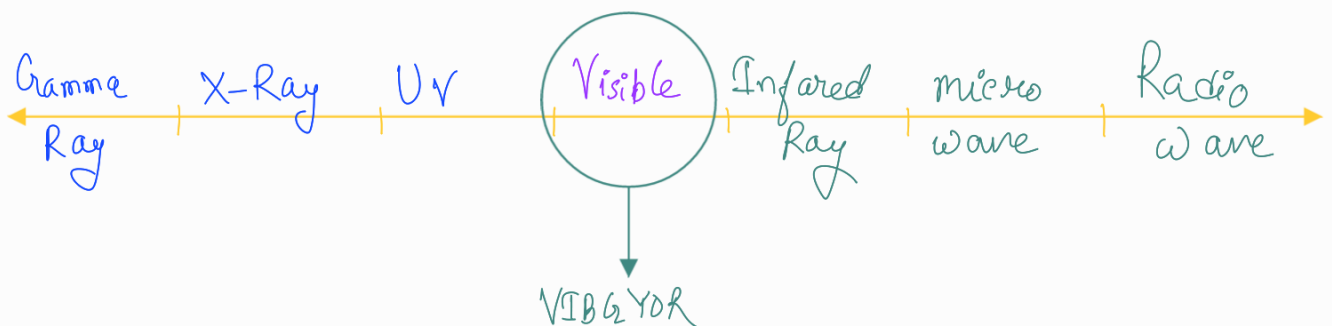 Gamma Ray
X-Ray
UV
Visible
Infared Ray
micro wave
Radio wave
VIBGYOR